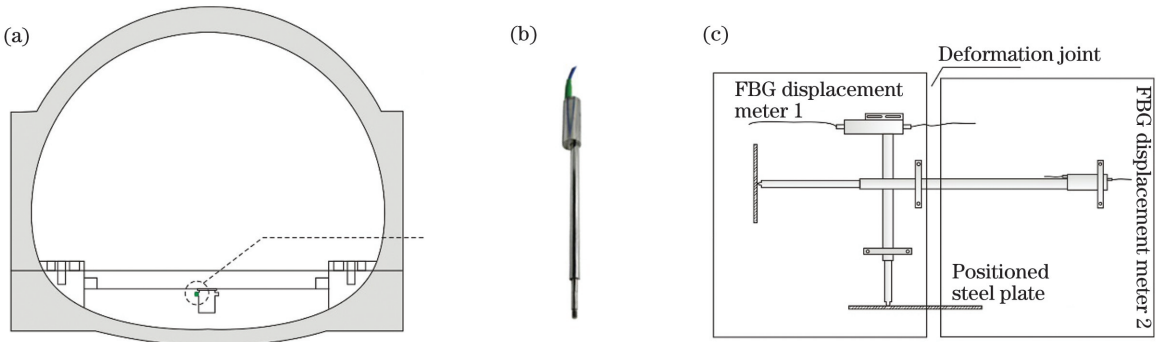 (a)
(b)
(c)
Deformation joint
FBG displacement
meter 1
FBG displacement meter 2
Positioned
steel plate